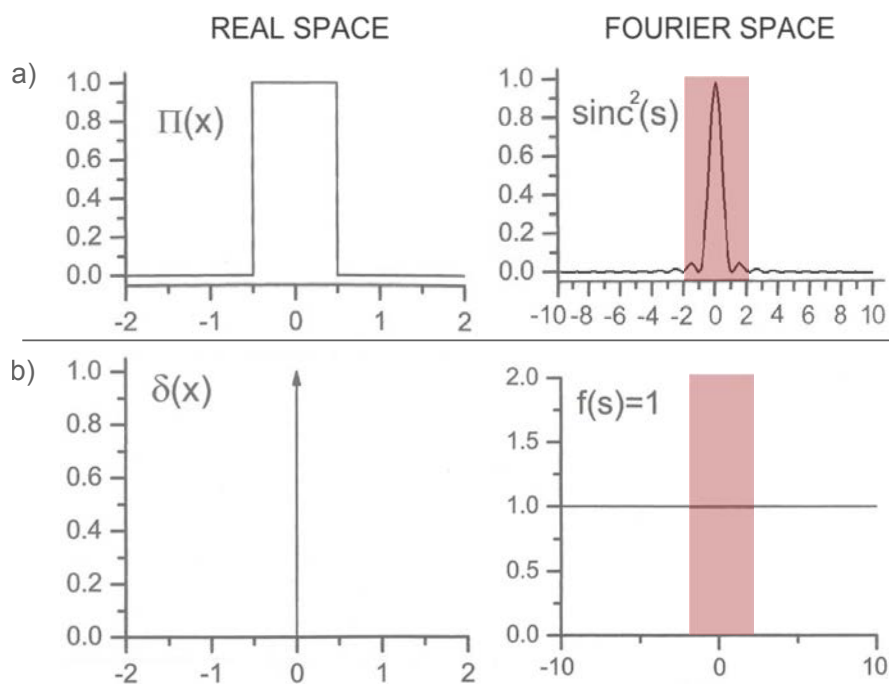 REAL SPACE FOURIER SPACE
a)
1.0 0.8 0.6 0.4 0.2 0.0
Π(x)
-2 -1 0 1 2
1.0 0.8 0.6 0.4 0.2 0.0
sinc²(s)
-10 -8 -6 -4 -2 0 2 4 6 8 10
b)
1.0 0.8 0.6 0.4 0.2 0.0
δ(x)
-2 -1 0 1 2
2.0 1.5 1.0 0.5 0.0
f(s)=1
-10 0 10